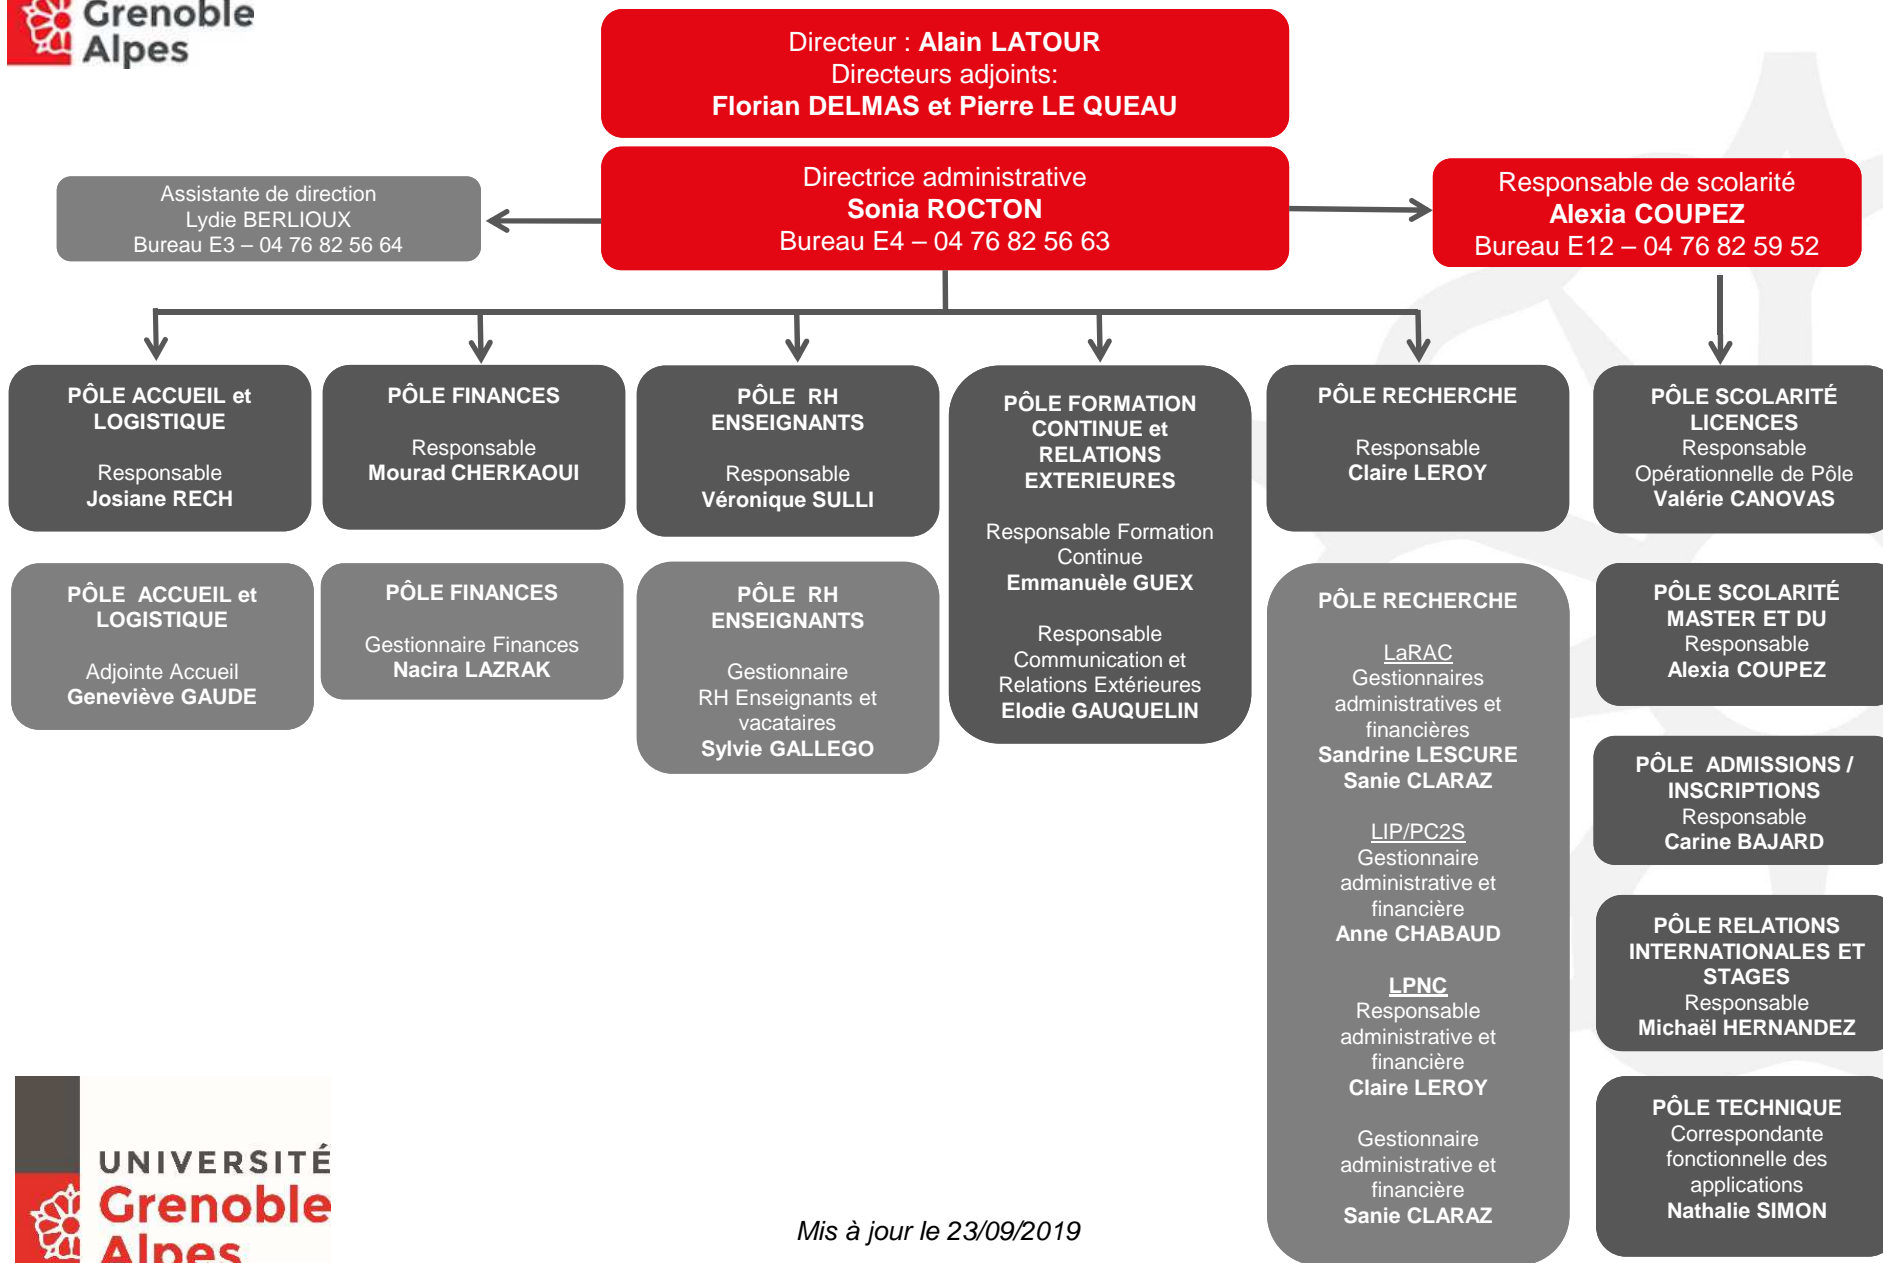 Grenoble
Alpes
Directeur : Alain LATOUR
Directeurs adjoints:
Florian DELMAS et Pierre LE QUEAU
Assistante de direction
Lydie BERLIOUX
Bureau E3 – 04 76 82 56 64
Directrice administrative
Sonia ROCTON
Bureau E4 – 04 76 82 56 63
Responsable de scolarité
Alexia COUPEZ
Bureau E12 – 04 76 82 59 52
PÔLE ACCUEIL et
LOGISTIQUE
Responsable
Josiane RECH
PÔLE FINANCES
Responsable
Mourad CHERKAOUI
PÔLE RH
ENSEIGNANTS
Responsable
Véronique SULLI
PÔLE FORMATION
CONTINUE et
RELATIONS
EXTERIEURES
Responsable Formation
Continue
Emmanuèle GUEX
Responsable
Communication et
Relations Extérieures
Elodie GAUQUELIN
PÔLE RECHERCHE
Responsable
Claire LEROY
PÔLE SCOLARITÉ
LICENCES
Responsable
Opérationnelle de Pôle
Valérie CANOVAS
PÔLE ACCUEIL et
LOGISTIQUE
Adjointe Accueil
Geneviève GAUDE
PÔLE FINANCES
Gestionnaire Finances
Nacira LAZRAK
PÔLE RH
ENSEIGNANTS
Gestionnaire
RH Enseignants et
vacataires
Sylvie GALLEGO
PÔLE RECHERCHE
LaRAC
Gestionnaires
administratives et
financières
Sandrine LESCURE
Sanie CLARAZ
LIP/PC2S
Gestionnaire
administrative et
financière
Anne CHABAUD
LPNC
Responsable
administrative et
financière
Claire LEROY
Gestionnaire
administrative et
financière
Sanie CLARAZ
PÔLE SCOLARITÉ
MASTER ET DU
Responsable
Alexia COUPEZ
PÔLE ADMISSIONS /
INSCRIPTIONS
Responsable
Carine BAJARD
PÔLE RELATIONS
INTERNATIONALES ET
STAGES
Responsable
Michaël HERNANDEZ
PÔLE TECHNIQUE
Correspondante
fonctionnelle des
applications
Nathalie SIMON
UNIVERSITÉ
Grenoble
Alpes
Mis à jour le 23/09/2019